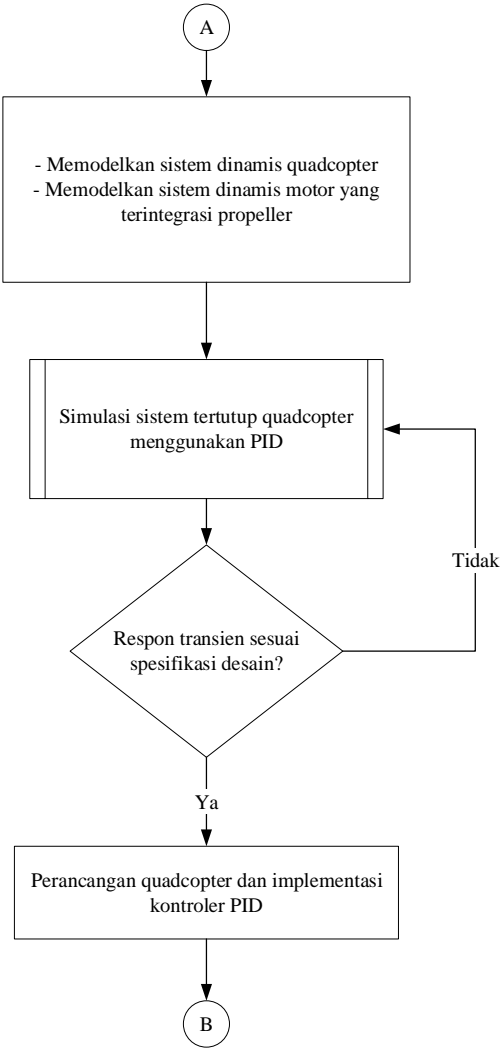 A
- Memodelkan sistem dinamis quadcopter
- Memodelkan sistem dinamis motor yang
terintegrasi propeller
Simulasi sistem tertutup quadcopter
menggunakan PID
Tidak
Respon transien sesuai
spesifikasi desain?
Ya
Perancangan quadcopter dan implementasi
kontroler PID
B